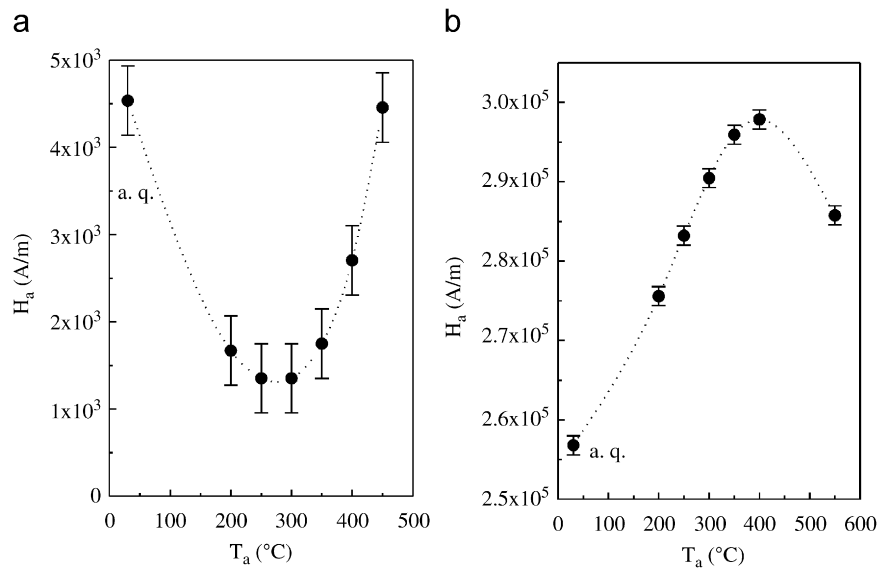 a
5x10³
4x10³
3x10³
2x10³
1x10³
0
Hₐ (A/m)
a. q.
0 100 200 300 400 500
Tₐ (°C)
b
3.0x10⁵
2.9x10⁵
2.8x10⁵
2.7x10⁵
2.6x10⁵
2.5x10⁵
Hₐ (A/m)
a. q.
0 100 200 300 400 500 600
Tₐ (°C)